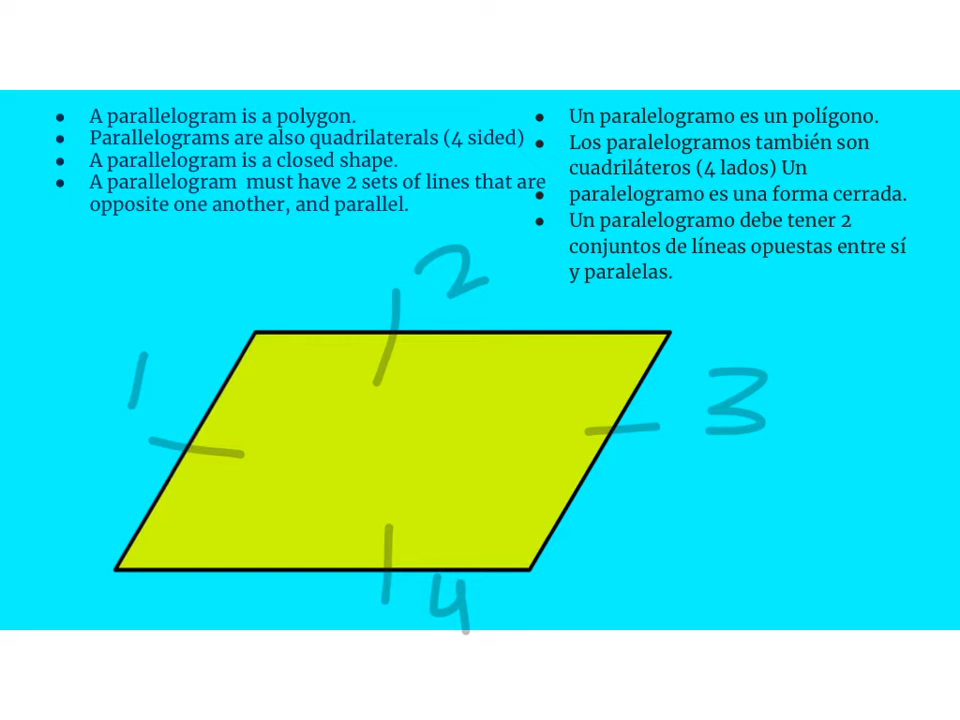 ● A parallelogram is a polygon.
● Parallelograms are also quadrilaterals (4 sided)
● A parallelogram is a closed shape.
● A parallelogram must have 2 sets of lines that are
opposite one another, and parallel.
● Un paralelogramo es un polígono.
● Los paralelogramos también son
cuadriláteros (4 lados) Un
● paralelogramo es una forma cerrada.
● Un paralelogramo debe tener 2
conjuntos de líneas opuestas entre sí
y paralelas.
2
1
3
4